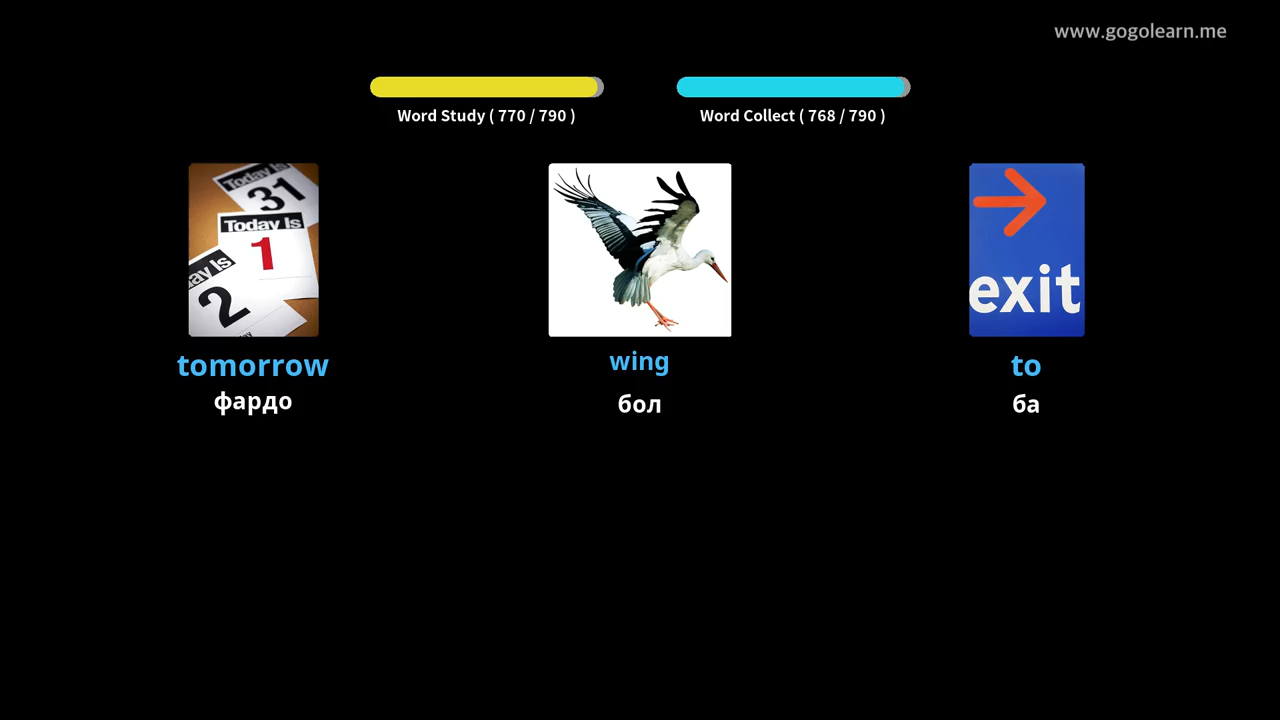 www.gogolearn.me
Word Study ( 770 / 790 )
Word Collect ( 768 / 790 )
Today Is
31
Today Is
1
Today Is
2
exit
tomorrow
wing
to
фардо
бол
ба